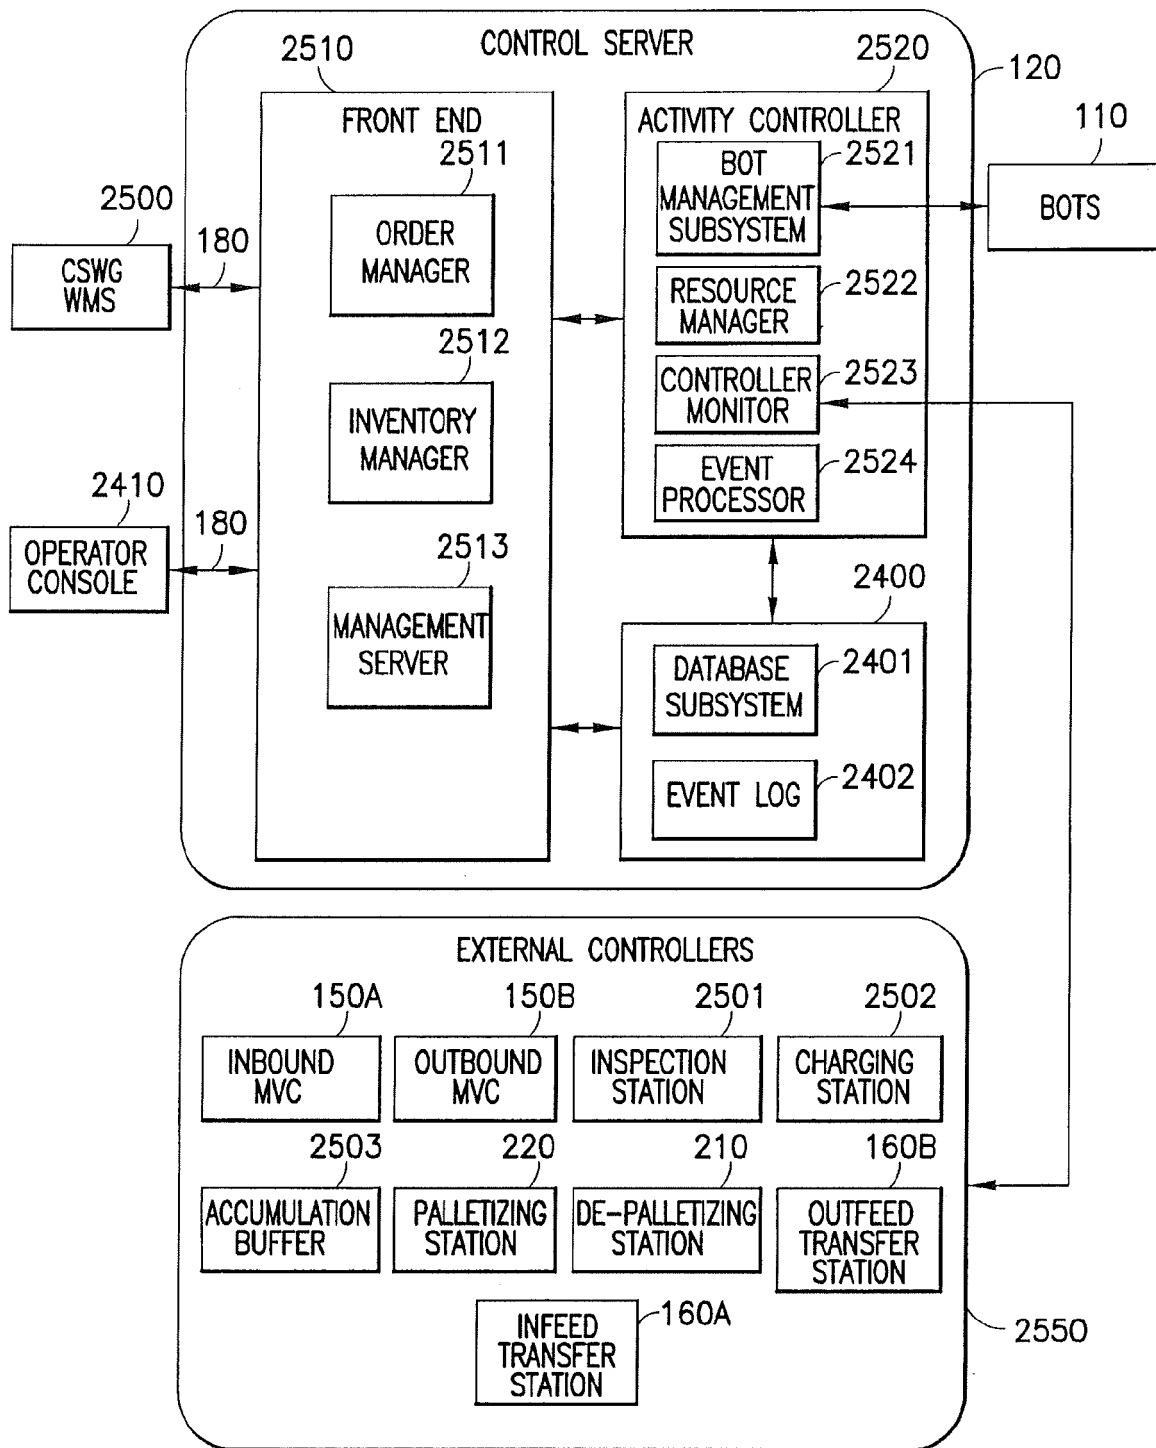 CONTROL SERVER
2510
2520
120
FRONT END
ACTIVITY CONTROLLER
110
2511
BOT
MANAGEMENT
SUBSYSTEM
2521
BOTS
2500
180
CSWG
WMS
ORDER
MANAGER
RESOURCE
MANAGER
2522
2512
CONTROLLER
MONITOR
2523
INVENTORY
MANAGER
EVENT
PROCESSOR
2524
2410
180
OPERATOR
CONSOLE
2513
2400
MANAGEMENT
SERVER
DATABASE
SUBSYSTEM
2401
EVENT LOG
2402
EXTERNAL CONTROLLERS
150A
150B
2501
2502
INBOUND
MVC
OUTBOUND
MVC
INSPECTION
STATION
CHARGING
STATION
2503
220
210
160B
ACCUMULATION
BUFFER
PALLETIZING
STATION
DE-PALLETIZING
STATION
OUTFEED
TRANSFER
STATION
INFEED
TRANSFER
STATION
160A
2550